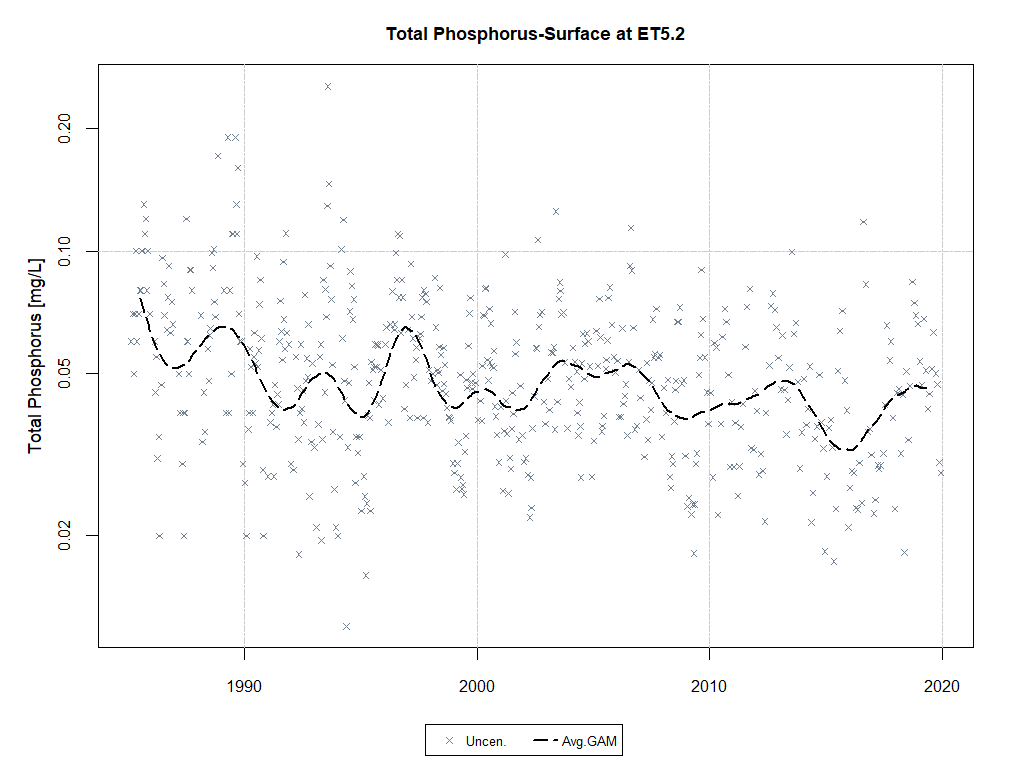 Total Phosphorus-Surface at ET5.2
Total Phosphorus [mg/L]
0.20
0.10
0.05
0.02
1990
2000
2010
2020
Uncen.
Avg.GAM